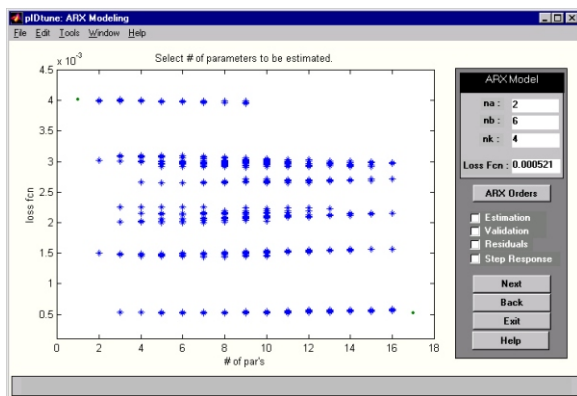 pIDtune: ARX Modeling
File Edit Tools Window Help
Select # of parameters to be estimated.
x 10⁻³
4.5
4
3.5
3
2.5
2
1.5
1
0.5
loss fcn
0 2 4 6 8 10 12 14 16 18
# of par's
ARX Model
na : 2
nb : 6
nk : 4
Loss Fcn : 0.000521
ARX Orders
Estimation
Validation
Residuals
Step Response
Next
Back
Exit
Help